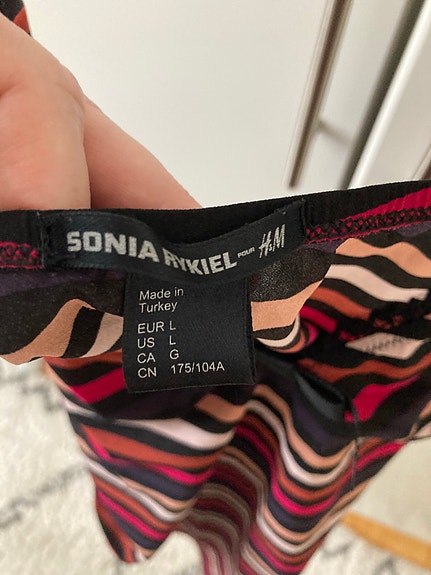 SONIA RYKIEL POUR H&M
Made in
Turkey
EUR L
US L
CA G
CN 175/104A